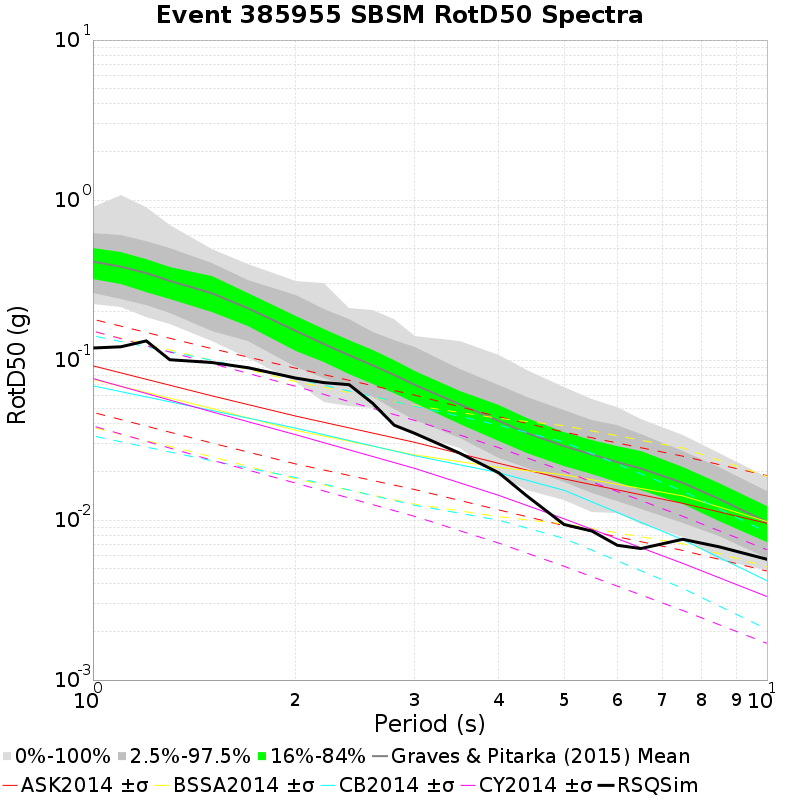 Event 385955 SBSM RotD50 Spectra
10^1
10^0
10^-1
10^-2
10^-3
RotD50 (g)
10^0 2 3 4 5 6 7 8 9 10^1
Period (s)
0%-100% 2.5%-97.5% 16%-84% Graves & Pitarka (2015) Mean
ASK2014 ±σ BSSA2014 ±σ CB2014 ±σ CY2014 ±σ RSQSim